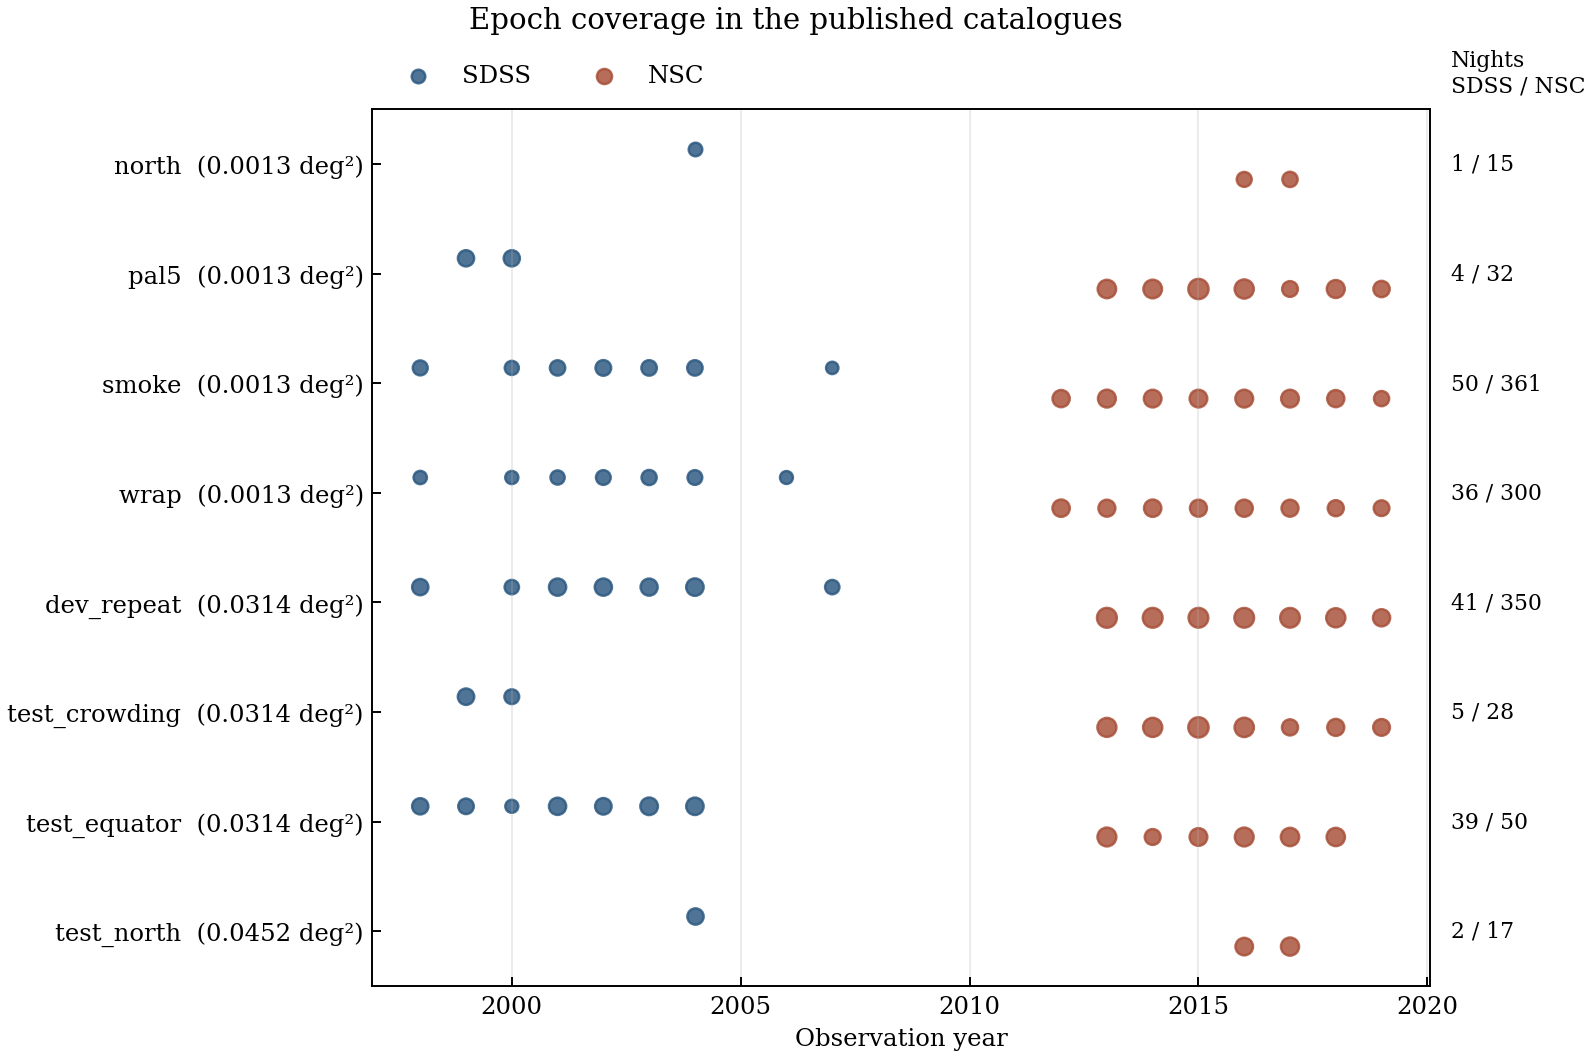 Epoch coverage in the published catalogues
SDSS NSC
Nights
SDSS / NSC
north (0.0013 deg²) 1 / 15
pal5 (0.0013 deg²) 4 / 32
smoke (0.0013 deg²) 50 / 361
wrap (0.0013 deg²) 36 / 300
dev_repeat (0.0314 deg²) 41 / 350
test_crowding (0.0314 deg²) 5 / 28
test_equator (0.0314 deg²) 39 / 50
test_north (0.0452 deg²) 2 / 17
2000 2005 2010 2015 2020
Observation year